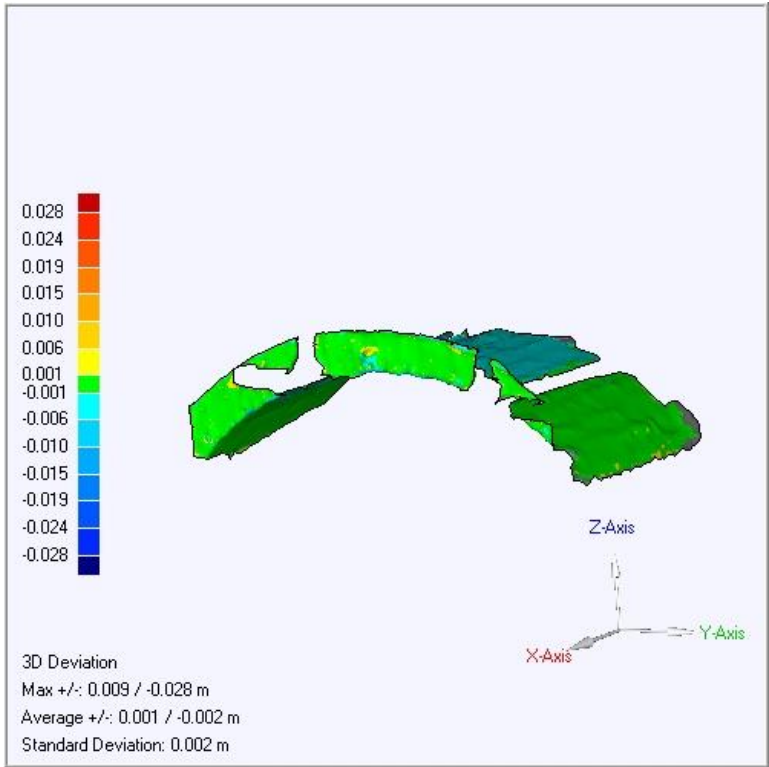 0.028
0.024
0.019
0.015
0.010
0.006
0.001
-0.001
-0.006
-0.010
-0.015
-0.019
-0.024
-0.028
Z-Axis
Y-Axis
X-Axis
3D Deviation
Max +/-: 0.009 / -0.028 m
Average +/-: 0.001 / -0.002 m
Standard Deviation: 0.002 m